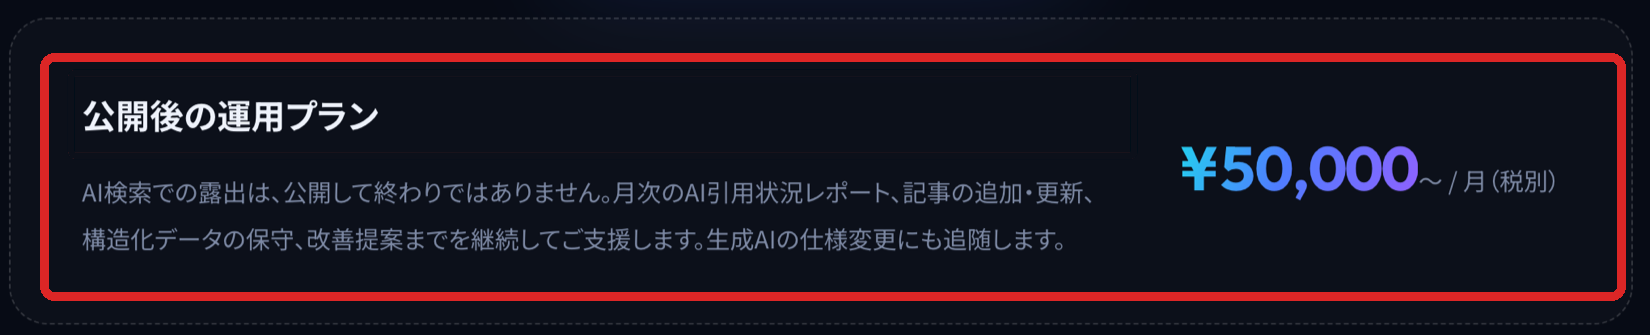 公開後の運用プラン
AI検索での露出は、公開して終わりではありません。月次のAI引用状況レポート、記事の追加・更新、
構造化データの保守、改善提案までを継続してご支援します。生成AIの仕様変更にも追随します。
¥50,000～ / 月（税別）